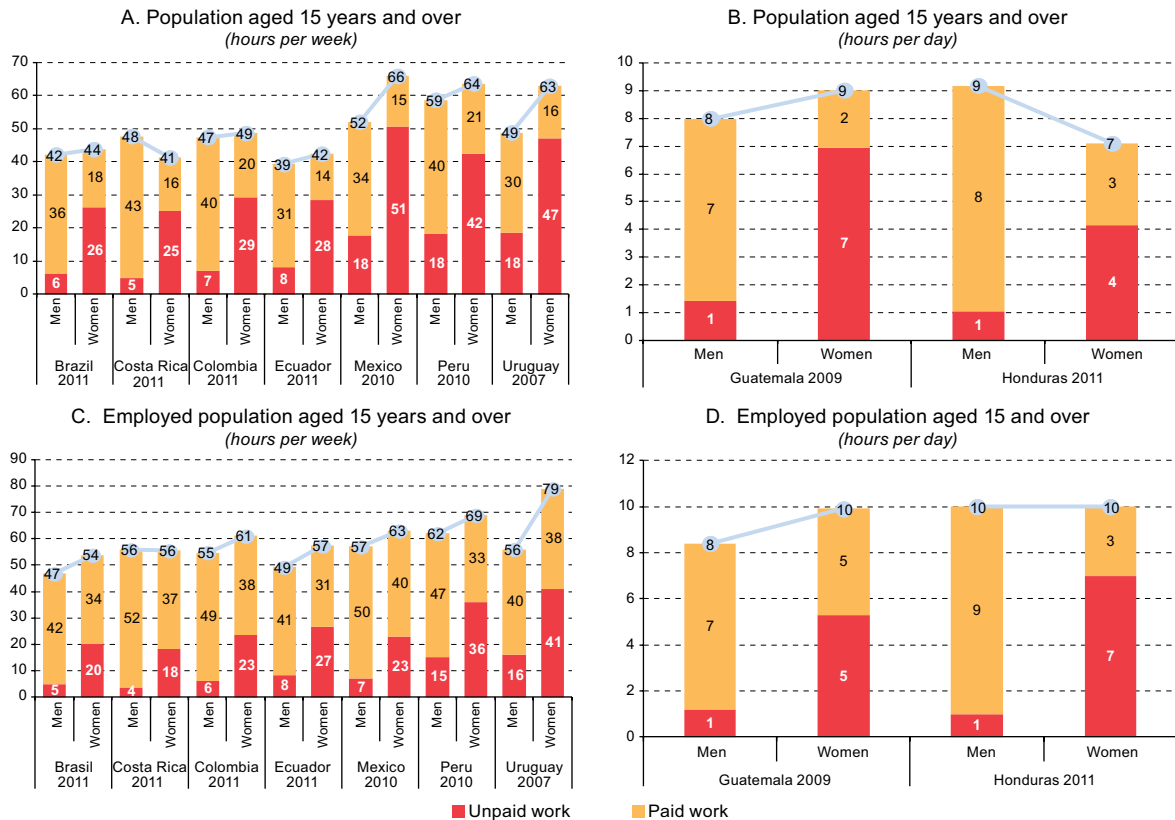 A. Population aged 15 years and over
(hours per week)
70
60
50
40
30
20
10
0
42 44 48 41 47 49 39 42 52 66 59 64 49 63
36 18 43 16 40 20 31 14 34 15 40 21 30 16
6 26 5 25 7 29 8 28 18 51 18 42 18 47
Men Women Men Women Men Women Men Women Men Women Men Women Men Women
Brazil Costa Rica Colombia Ecuador Mexico Peru Uruguay
2011 2011 2011 2011 2010 2010 2007
B. Population aged 15 years and over
(hours per day)
10
9
8
7
6
5
4
3
2
1
0
8 9 9 7
7 2 8 3
1 7 1 4
Men Women Men Women
Guatemala 2009 Honduras 2011
C. Employed population aged 15 years and over
(hours per week)
90
80
70
60
50
40
30
20
10
0
47 54 56 56 55 61 49 57 57 63 62 69 56 79
42 34 52 37 49 38 41 31 50 40 47 33 40 38
5 20 4 18 6 23 8 27 7 23 15 36 16 41
Men Women Men Women Men Women Men Women Men Women Men Women Men Women
Brasil Costa Rica Colombia Ecuador Mexico Peru Uruguay
2011 2011 2011 2011 2010 2010 2007
D. Employed population aged 15 and over
(hours per day)
12
10
8
6
4
2
0
8 10 10 10
7 5 9 3
1 5 1 7
Men Women Men Women
Guatemala 2009 Honduras 2011
Unpaid work Paid work